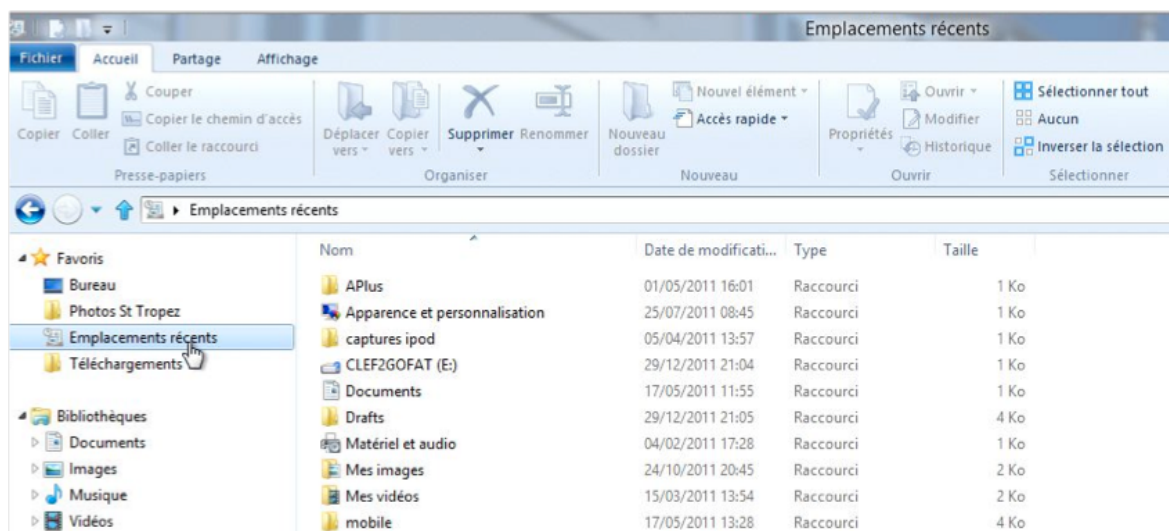 Emplacements récents
Fichier Accueil Partage Affichage
Copier
Coller
Couper
Copier le chemin d'accès
Coller le raccourci
Presse-papiers
Déplacer vers
Copier vers
Supprimer
Renommer
Organiser
Nouveau dossier
Nouvel élément
Accès rapide
Nouveau
Propriétés
Ouvrir
Modifier
Historique
Ouvrir
Sélectionner tout
Aucun
Inverser la sélection
Sélectionner
Emplacements récents
Favoris
Bureau
Photos St Tropez
Emplacements récents
Téléchargements
Bibliothèques
Documents
Images
Musique
Vidéos
Nom Date de modificati... Type Taille
APlus 01/05/2011 16:01 Raccourci 1 Ko
Apparence et personnalisation 25/07/2011 08:45 Raccourci 1 Ko
captures ipod 05/04/2011 13:57 Raccourci 1 Ko
CLEF2GOFAT (E:) 29/12/2011 21:04 Raccourci 1 Ko
Documents 17/05/2011 11:55 Raccourci 1 Ko
Drafts 29/12/2011 21:05 Raccourci 4 Ko
Matériel et audio 04/02/2011 17:28 Raccourci 1 Ko
Mes images 24/10/2011 20:45 Raccourci 2 Ko
Mes vidéos 15/03/2011 13:54 Raccourci 2 Ko
mobile 17/05/2011 13:28 Raccourci 4 Ko